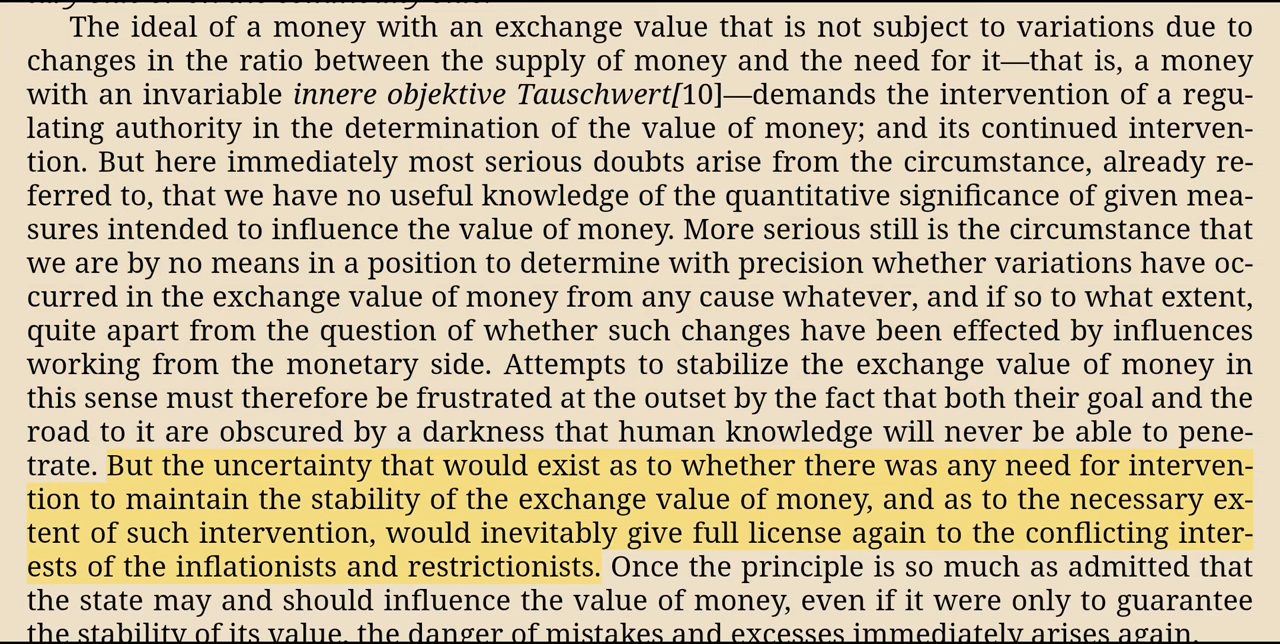 The ideal of a money with an exchange value that is not subject to variations due to
changes in the ratio between the supply of money and the need for it—that is, a money
with an invariable innere objektive Tauschwert[10]—demands the intervention of a regu-
lating authority in the determination of the value of money; and its continued interven-
tion. But here immediately most serious doubts arise from the circumstance, already re-
ferred to, that we have no useful knowledge of the quantitative significance of given mea-
sures intended to influence the value of money. More serious still is the circumstance that
we are by no means in a position to determine with precision whether variations have oc-
curred in the exchange value of money from any cause whatever, and if so to what extent,
quite apart from the question of whether such changes have been effected by influences
working from the monetary side. Attempts to stabilize the exchange value of money in
this sense must therefore be frustrated at the outset by the fact that both their goal and the
road to it are obscured by a darkness that human knowledge will never be able to pene-
trate. But the uncertainty that would exist as to whether there was any need for interven-
tion to maintain the stability of the exchange value of money, and as to the necessary ex-
tent of such intervention, would inevitably give full license again to the conflicting inter-
ests of the inflationists and restrictionists. Once the principle is so much as admitted that
the state may and should influence the value of money, even if it were only to guarantee
the stability of its value, the danger of mistakes and excesses immediately arises again.